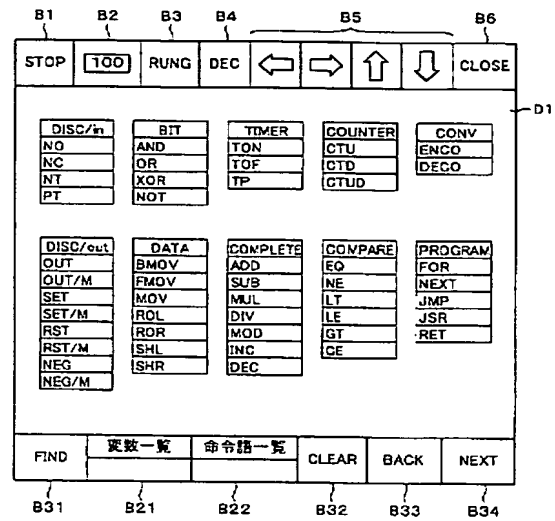 B1 B2 B3 B4 B5 B6
STOP 100 RUNG DEC CLOSE
D1
DISC/in BIT TIMER COUNTER CONV
NO AND TON CTU ENCO
NC OR TOF CTD DECO
NT XOR TP CTUD
PT NOT
DISC/out DATA COMPLETE COMPARE PROGRAM
OUT BMOV ADD EQ FOR
OUT/M FMOV SUB NE NEXT
SET MOV MUL LT JMP
SET/M ROL DIV LE JSR
RST ROR MOD GT RET
RST/M SHL INC GE
NEG SHR DEC
NEG/M
FIND 変数一覧 命令語一覧 CLEAR BACK NEXT
B31 B21 B22 B32 B33 B34